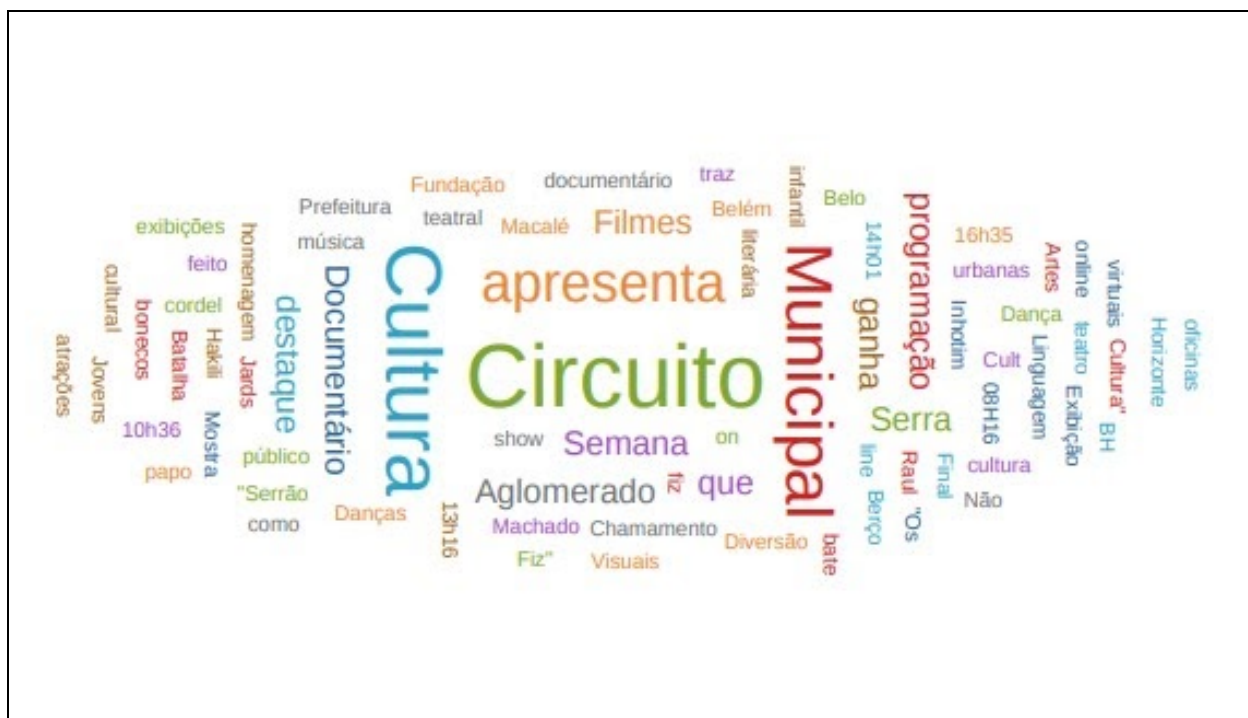 Fundação
documentário
traz
infantil
Belo
Prefeitura
teatral
Macalé
Filmes
Belém
programação
exibições
homenagem
música
literária
14h01
16h35
feito
Cultura
apresenta
Municipal
urbanas
Artes
online
virtuais
cultural
bonecos
cordel
destaque
Documentário
ganha
Inhotim
Dança
teatro
Horizonte
oficinas
atrações
Jovens
Batalha
Hakilli
Jards
Circuito
Cult
Linguagem
Exibição
Cultura"
10h36
Mostra
público
show
Semana
on
Serra
08H16
BH
papo
"Serrão
Aglomerado
fiz
que
line
Raul
Final
cultura
como
Danças
13h16
Machado
Chamamento
Diversão
bate
Berço
"Os
Não
Fiz"
Visuais